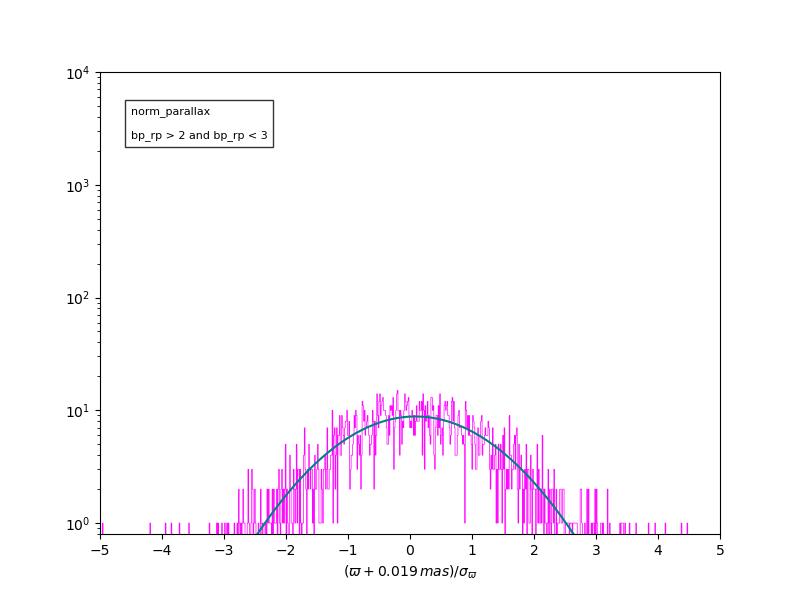 norm_parallax
bp_rp > 2 and bp_rp < 3
10⁴
10³
10²
10¹
10⁰
−5 −4 −3 −2 −1 0 1 2 3 4 5
(ϖ + 0.019 mas)/σ_ϖ